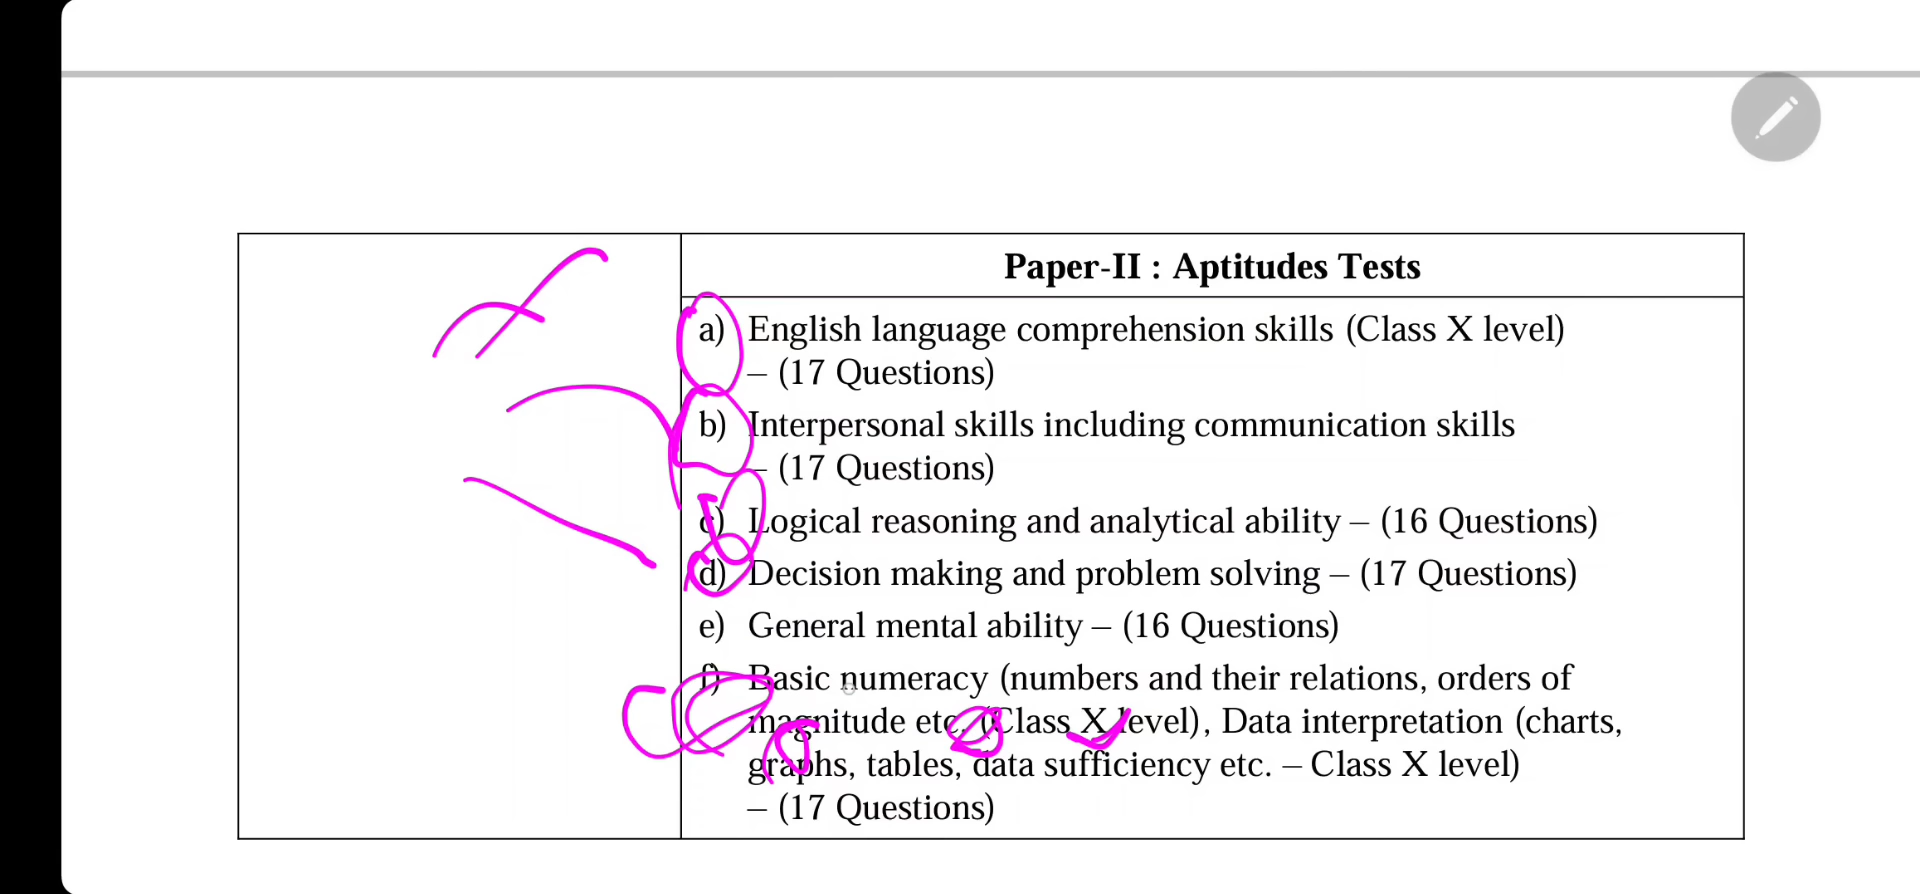 Paper-II : Aptitudes Tests
a) English language comprehension skills (Class X level)
– (17 Questions)
b) Interpersonal skills including communication skills
– (17 Questions)
c) Logical reasoning and analytical ability – (16 Questions)
d) Decision making and problem solving – (17 Questions)
e) General mental ability – (16 Questions)
f) Basic numeracy (numbers and their relations, orders of
magnitude etc. (Class X level), Data interpretation (charts,
graphs, tables, data sufficiency etc. – Class X level)
– (17 Questions)